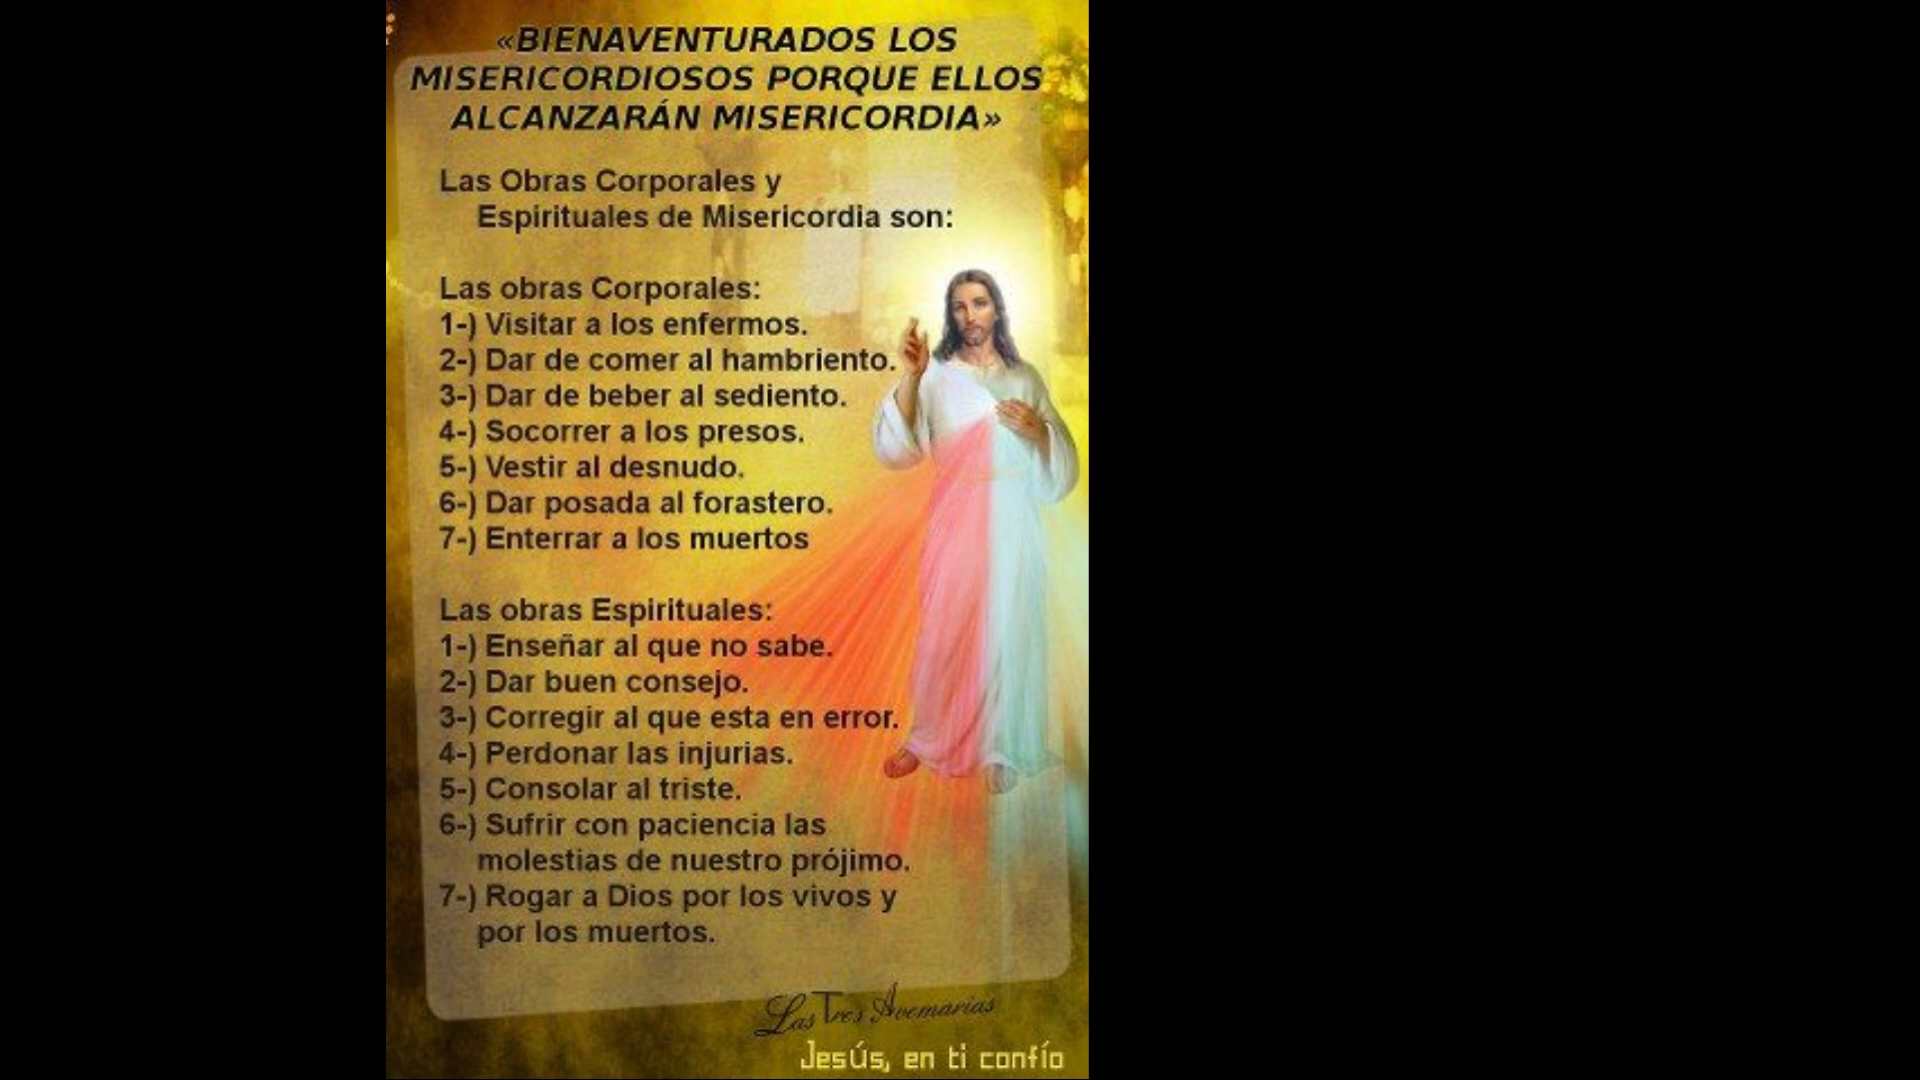 «BIENAVENTURADOS LOS
MISERICORDIOSOS PORQUE ELLOS
ALCANZARÁN MISERICORDIA»
Las Obras Corporales y
Espirituales de Misericordia son:
Las obras Corporales:
1-) Visitar a los enfermos.
2-) Dar de comer al hambriento.
3-) Dar de beber al sediento.
4-) Socorrer a los presos.
5-) Vestir al desnudo.
6-) Dar posada al forastero.
7-) Enterrar a los muertos
Las obras Espirituales:
1-) Enseñar al que no sabe.
2-) Dar buen consejo.
3-) Corregir al que esta en error.
4-) Perdonar las injurias.
5-) Consolar al triste.
6-) Sufrir con paciencia las
molestias de nuestro prójimo.
7-) Rogar a Dios por los vivos y
por los muertos.
Las Tres Avemarías
Jesús, en ti confío